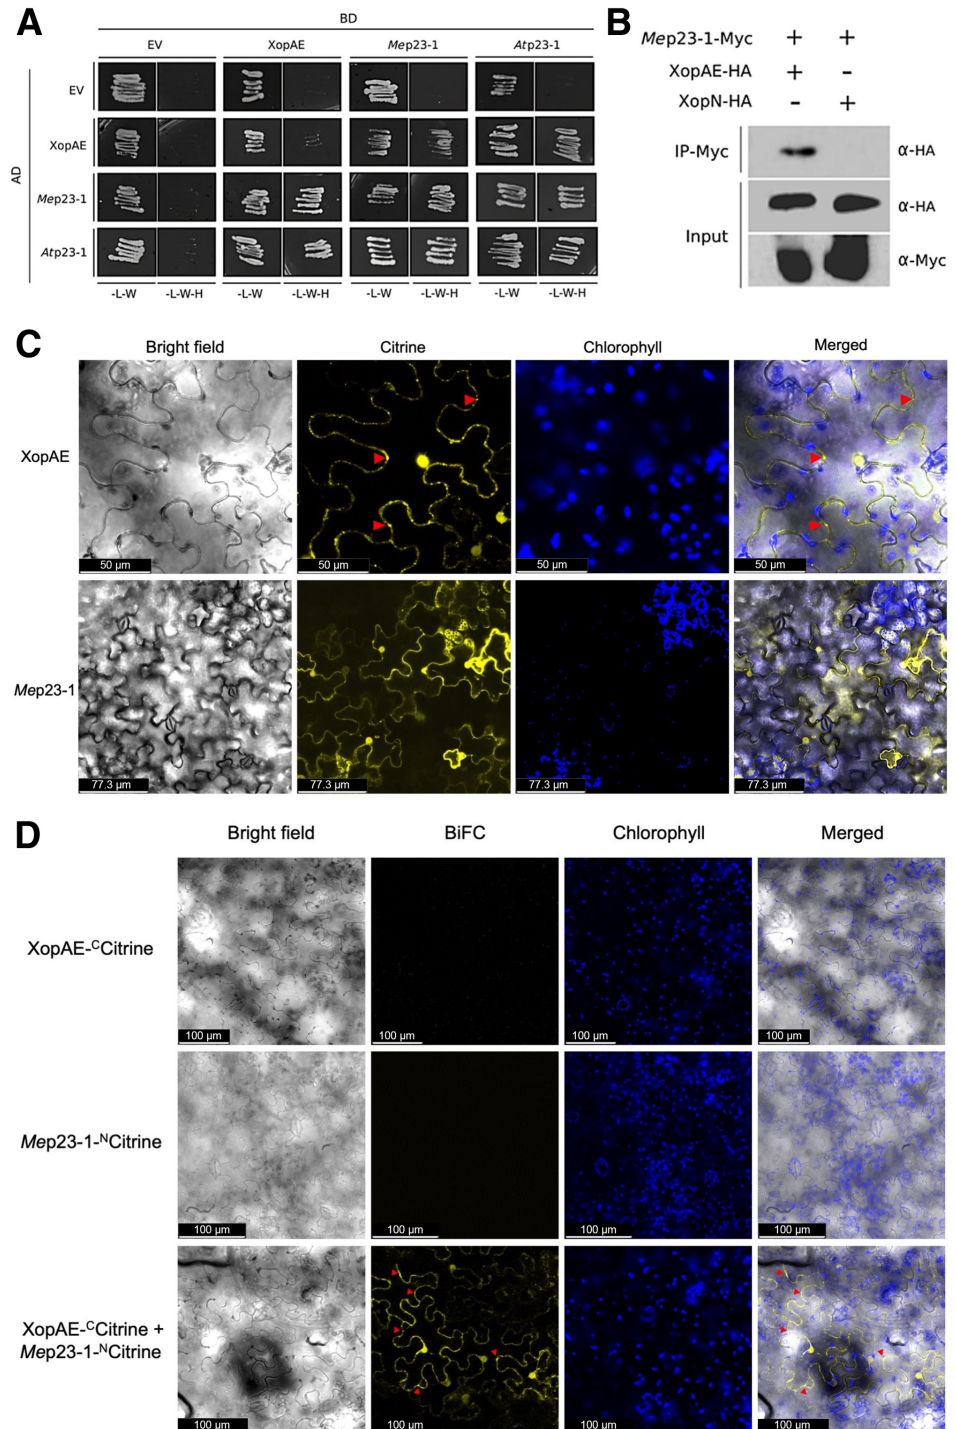 A
BD
EV XopAE Mep23-1 Atp23-1
AD
EV
XopAE
Mep23-1
Atp23-1
-L-W -L-W-H -L-W -L-W-H -L-W -L-W-H -L-W -L-W-H
B
Mep23-1-Myc + +
XopAE-HA + -
XopN-HA - +
IP-Myc α-HA
Input
α-HA
α-Myc
C
Bright field Citrine Chlorophyll Merged
XopAE
50 µm 50 µm 50 µm 50 µm
Mep23-1
77.3 µm 77.3 µm 77.3 µm 77.3 µm
D
Bright field BiFC Chlorophyll Merged
XopAE-ᶜCitrine
100 µm 100 µm 100 µm 100 µm
Mep23-1-ᴺCitrine
100 µm 100 µm 100 µm 100 µm
XopAE-ᶜCitrine +
Mep23-1-ᴺCitrine
100 µm 100 µm 100 µm 100 µm